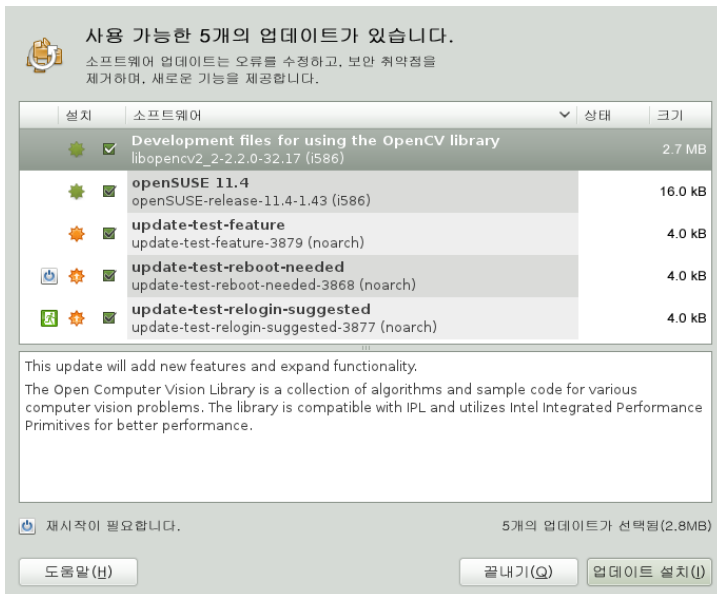 사용 가능한 5개의 업데이트가 있습니다.
소프트웨어 업데이트는 오류를 수정하고, 보안 취약점을
제거하며, 새로운 기능을 제공합니다.
설치 소프트웨어 상태 크기
Development files for using the OpenCV library
libopencv2_2-2.2.0-32.17 (i586) 2.7 MB
openSUSE 11.4
openSUSE-release-11.4-1.43 (i586) 16.0 kB
update-test-feature
update-test-feature-3879 (noarch) 4.0 kB
update-test-reboot-needed
update-test-reboot-needed-3868 (noarch) 4.0 kB
update-test-relogin-suggested
update-test-relogin-suggested-3877 (noarch) 4.0 kB
This update will add new features and expand functionality.
The Open Computer Vision Library is a collection of algorithms and sample code for various
computer vision problems. The library is compatible with IPL and utilizes Intel Integrated Performance
Primitives for better performance.
재시작이 필요합니다. 5개의 업데이트가 선택됨(2.8MB)
도움말(H) 끝내기(Q) 업데이트 설치(I)